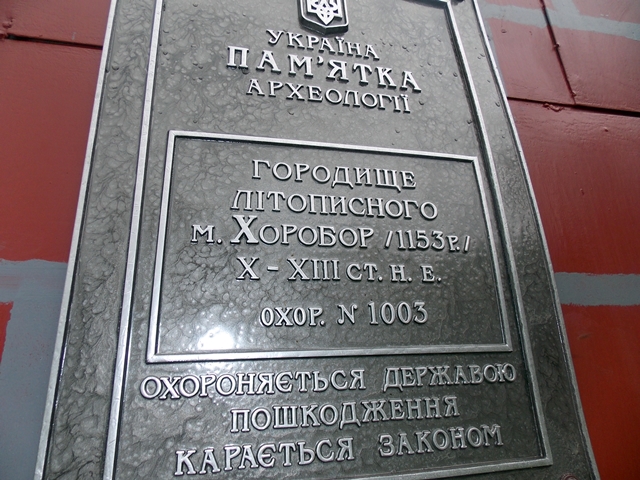 УКРАЇНА
ПАМ'ЯТКА
АРХЕОЛОГІЇ
ГОРОДИЩЕ
ЛІТОПИСНОГО
М. ХОРОБОР /1153 Р./
X - XIII СТ. Н. Е.
ОХОР. N 1003
ОХОРОНЯЄТЬСЯ ДЕРЖАВОЮ
ПОШКОДЖЕННЯ
КАРАЄТЬСЯ ЗАКОНОМ